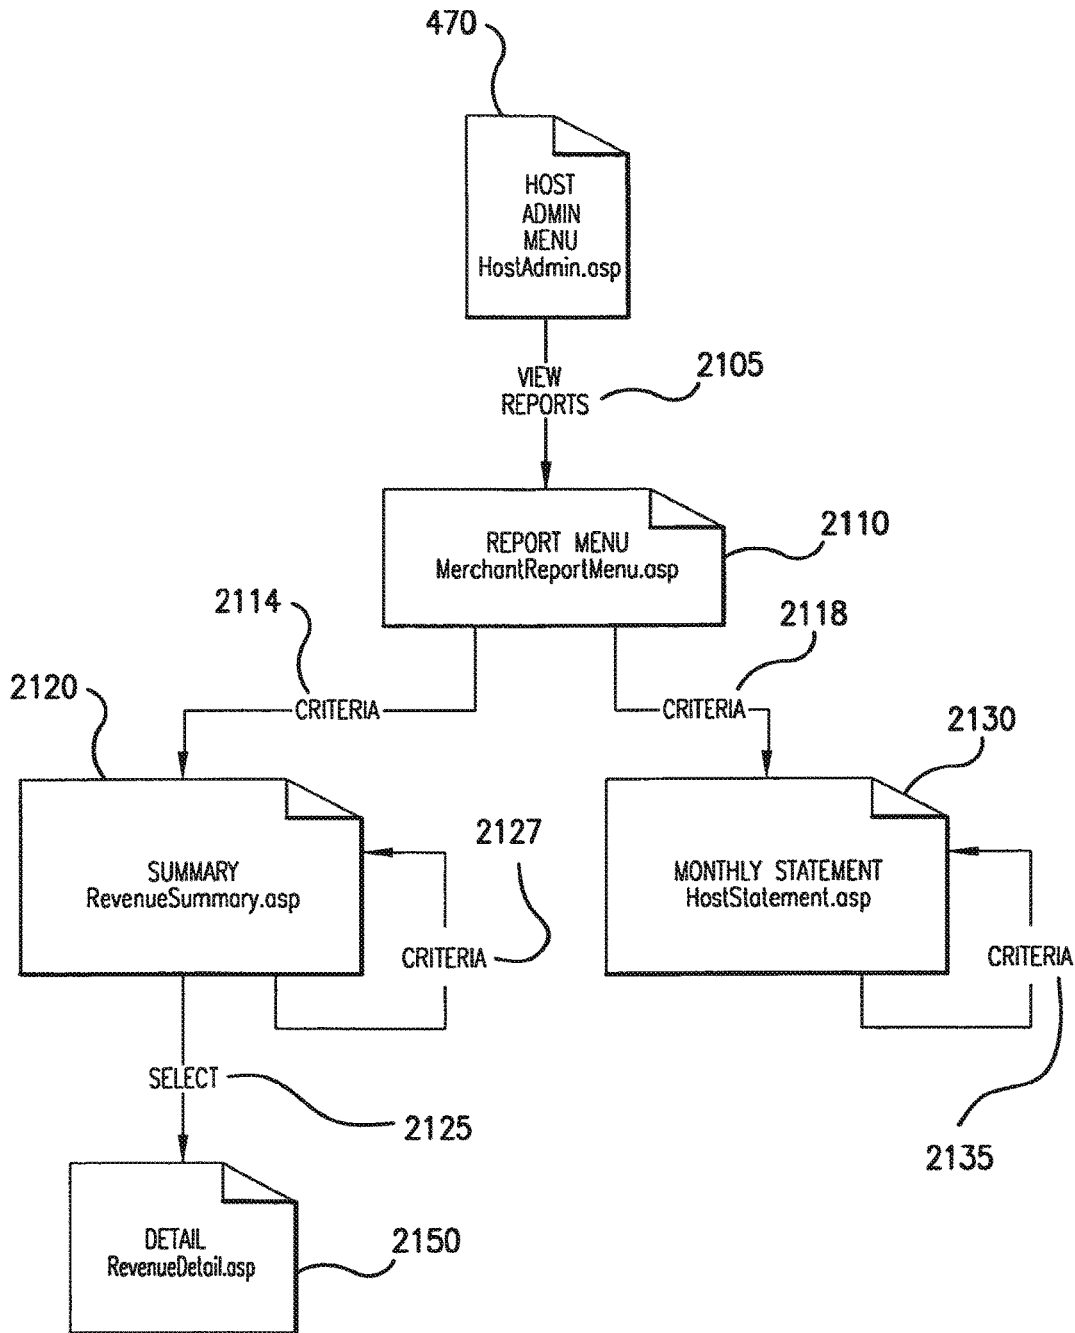 470
HOST
ADMIN
MENU
HostAdmin.asp
VIEW
REPORTS
2105
REPORT MENU
MerchantReportMenu.asp
2110
2114
2118
2120
CRITERIA
CRITERIA
2130
2127
SUMMARY
RevenueSummary.asp
MONTHLY STATEMENT
HostStatement.asp
CRITERIA
CRITERIA
SELECT
2125
2135
DETAIL
RevenueDetail.asp
2150